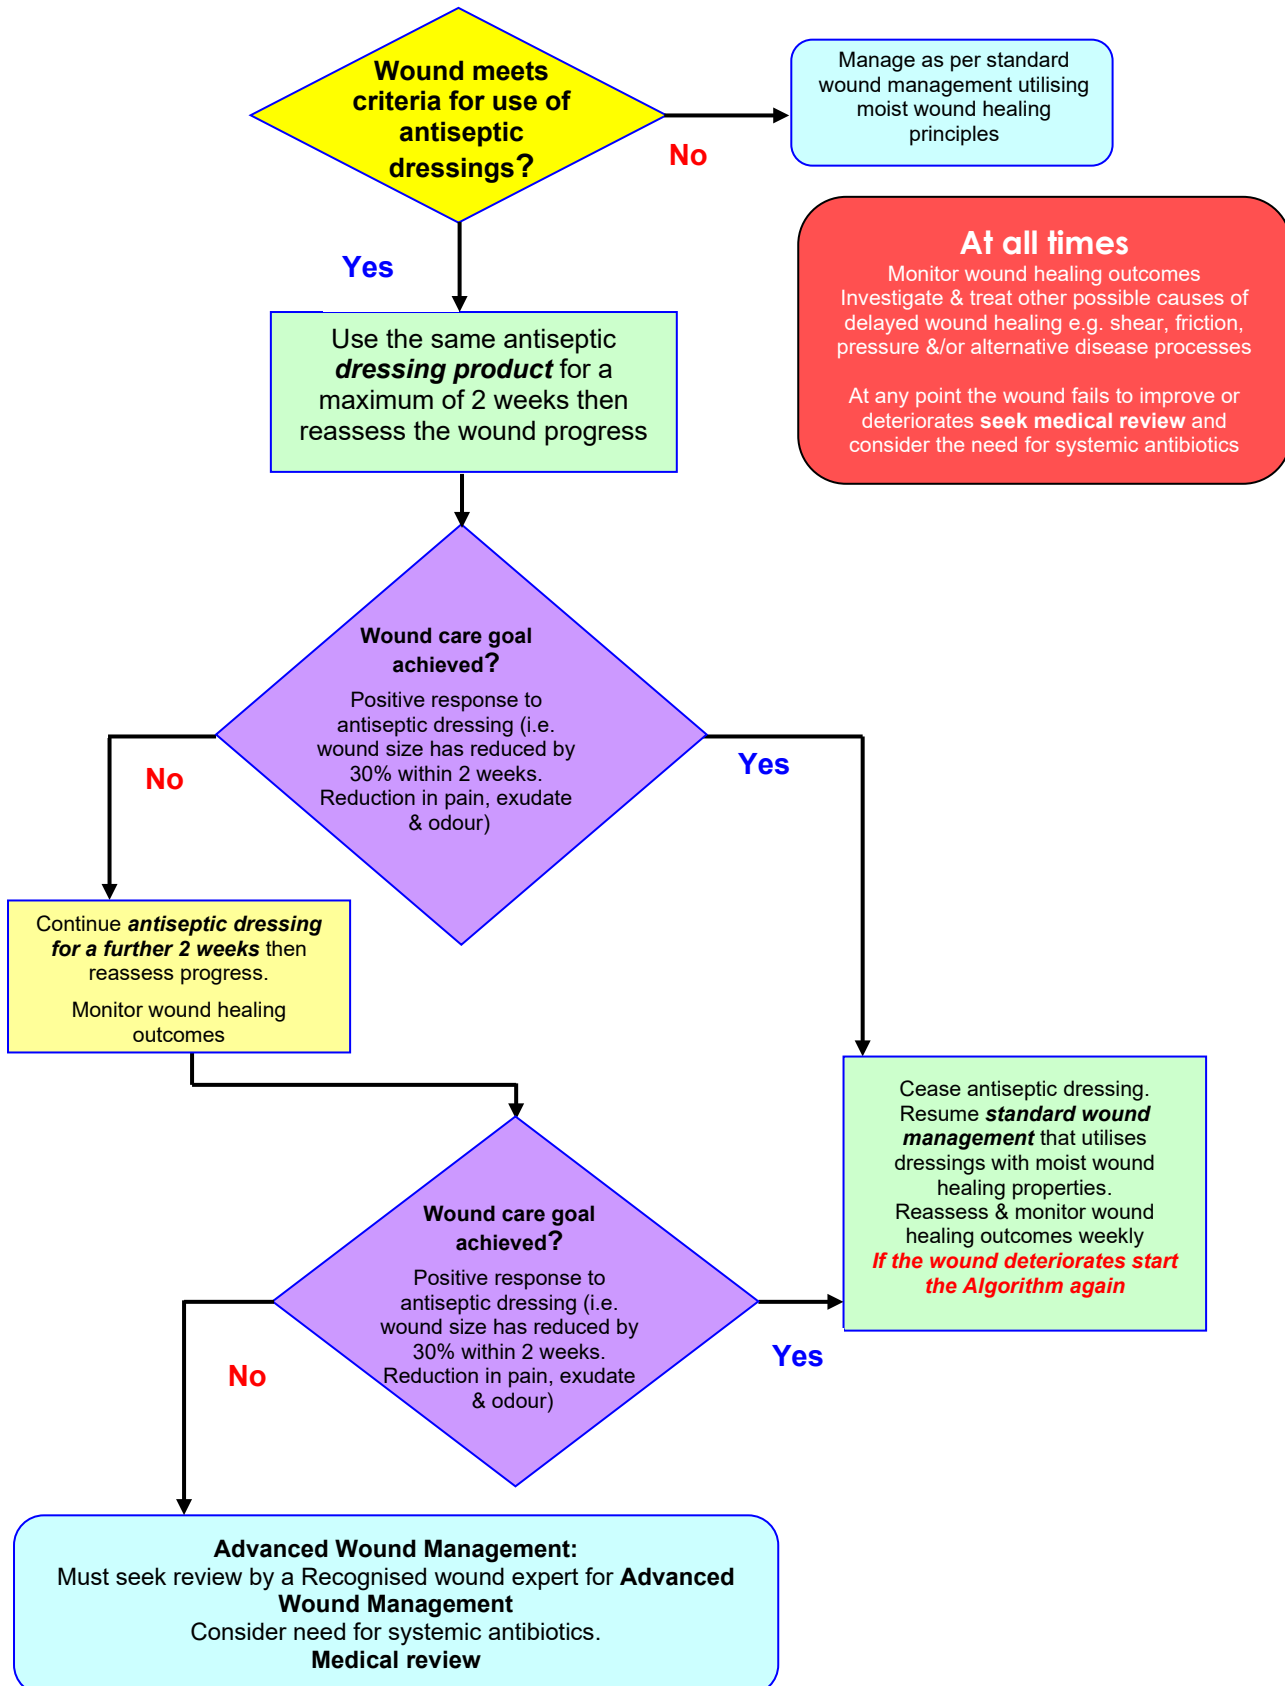 Wound meets
criteria for use of
antiseptic
dressings?
No
Manage as per standard
wound management utilising
moist wound healing
principles
At all times
Monitor wound healing outcomes
Investigate & treat other possible causes of
delayed wound healing e.g. shear, friction,
pressure &/or alternative disease processes
At any point the wound fails to improve or
deteriorates seek medical review and
consider the need for systemic antibiotics
Yes
Use the same antiseptic
dressing product for a
maximum of 2 weeks then
reassess the wound progress
Wound care goal
achieved?
Positive response to
antiseptic dressing (i.e.
wound size has reduced by
30% within 2 weeks.
Reduction in pain, exudate
& odour)
No
Yes
Continue antiseptic dressing
for a further 2 weeks then
reassess progress.
Monitor wound healing
outcomes
Cease antiseptic dressing.
Resume standard wound
management that utilises
dressings with moist wound
healing properties.
Reassess & monitor wound
healing outcomes weekly
If the wound deteriorates start
the Algorithm again
Wound care goal
achieved?
Positive response to
antiseptic dressing (i.e.
wound size has reduced by
30% within 2 weeks.
Reduction in pain, exudate
& odour)
No
Yes
Advanced Wound Management:
Must seek review by a Recognised wound expert for Advanced
Wound Management
Consider need for systemic antibiotics.
Medical review